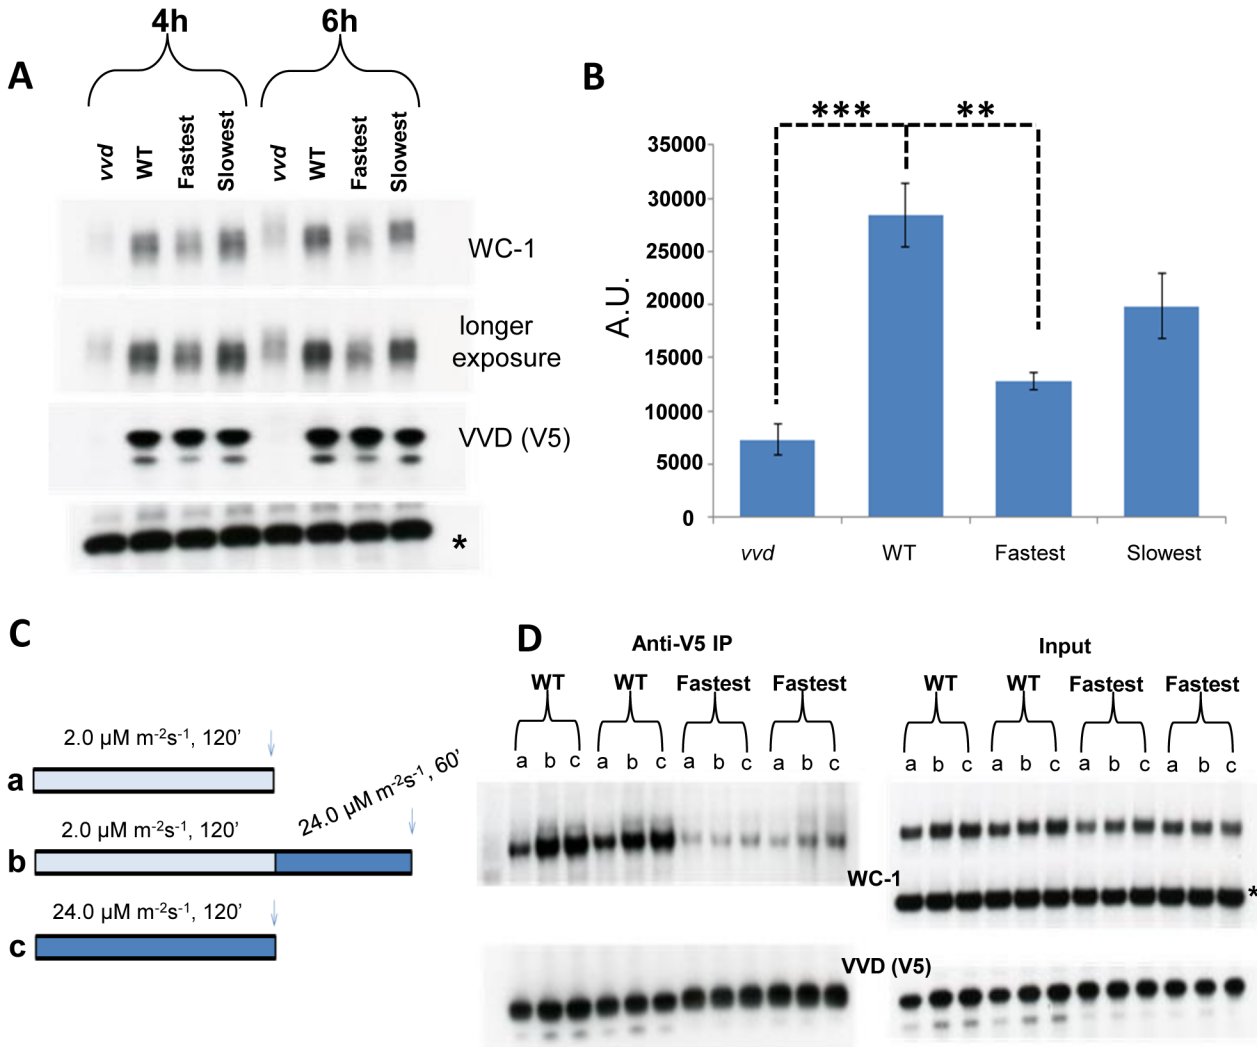 A
4h
6h
vvd
WT
Fastest
Slowest
vvd
WT
Fastest
Slowest
WC-1
longer
exposure
VVD (V5)
*
B
*** **
A.U.
35000
30000
25000
20000
15000
10000
5000
0
vvd
WT
Fastest
Slowest
C
2.0 µM m-2s-1, 120’
a
2.0 µM m-2s-1, 120’
24.0 µM m-2s-1, 60’
b
24.0 µM m-2s-1, 120’
c
D
Anti-V5 IP
Input
WT WT Fastest Fastest
WT WT Fastest Fastest
a b c a b c a b c a b c
a b c a b c a b c a b c
WC-1
*
VVD (V5)